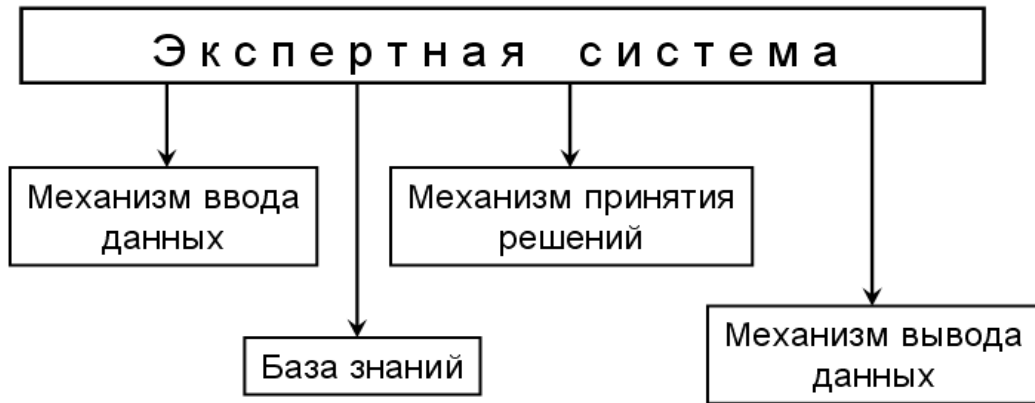 Экспертная система
Механизм ввода
данных
Механизм принятия
решений
База знаний
Механизм вывода
данных